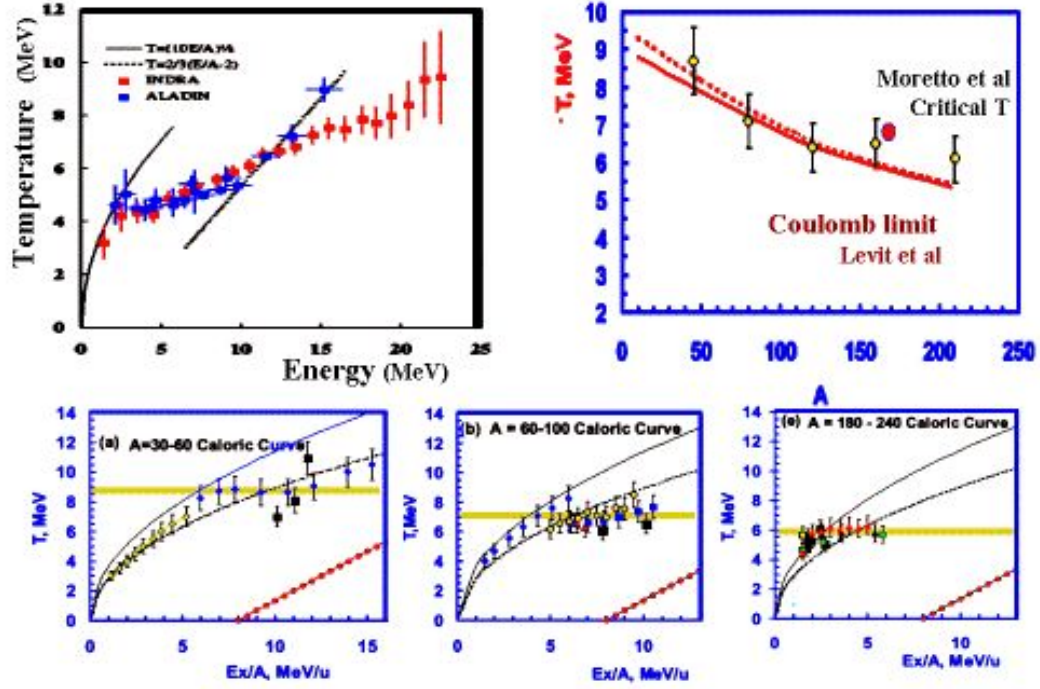 Temperature (MeV)
12
10
8
6
4
2
0
T=(10E/A)^½
T=2/3(E/A-2)
INDRA
ALADIN
0 5 10 15 20 25
Energy (MeV)
T, MeV
10
9
8
7
6
5
4
3
2
Moretto et al
Critical T
Coulomb limit
Levit et al
0 50 100 150 200 250
A
T, MeV
14
12
10
8
6
4
2
0
(a) A=30-60 Caloric Curve
0 5 10 15
Ex/A, MeV/u
T,MeV
14
12
10
8
6
4
2
0
(b) A = 60-100 Caloric Curve
0 5 10
Ex/A, MeV/u
T, MeV
14
12
10
8
6
4
2
0
(e) A = 180 - 240 Caloric Curve
0 5 10
Ex/A, MeV/u